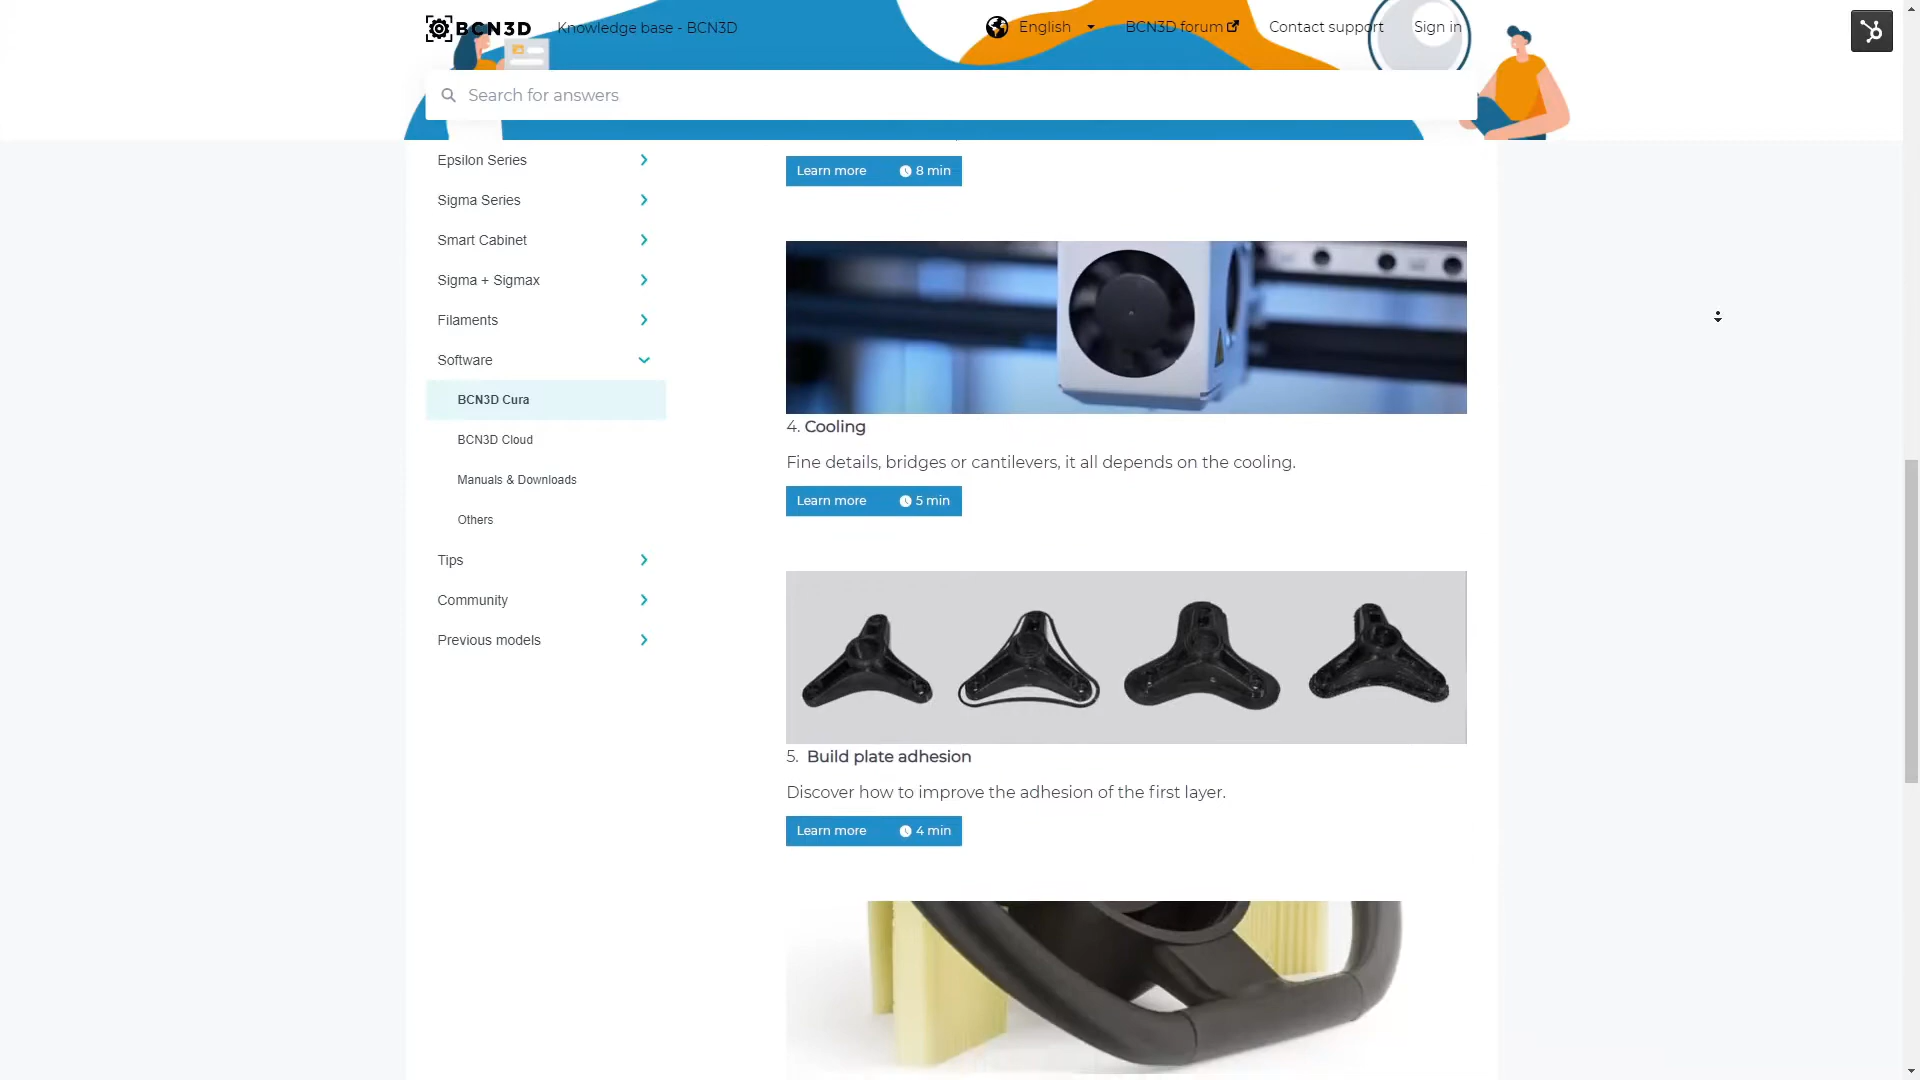 BCN3D
Knowledge base - BCN3D
English
BCN3D forum
Contact support
Sign in
Search for answers
Epsilon Series
Sigma Series
Smart Cabinet
Sigma + Sigmax
Filaments
Software
BCN3D Cura
BCN3D Cloud
Manuals & Downloads
Others
Tips
Community
Previous models
Learn more 8 min
4. Cooling
Fine details, bridges or cantilevers, it all depends on the cooling.
Learn more 5 min
5. Build plate adhesion
Discover how to improve the adhesion of the first layer.
Learn more 4 min